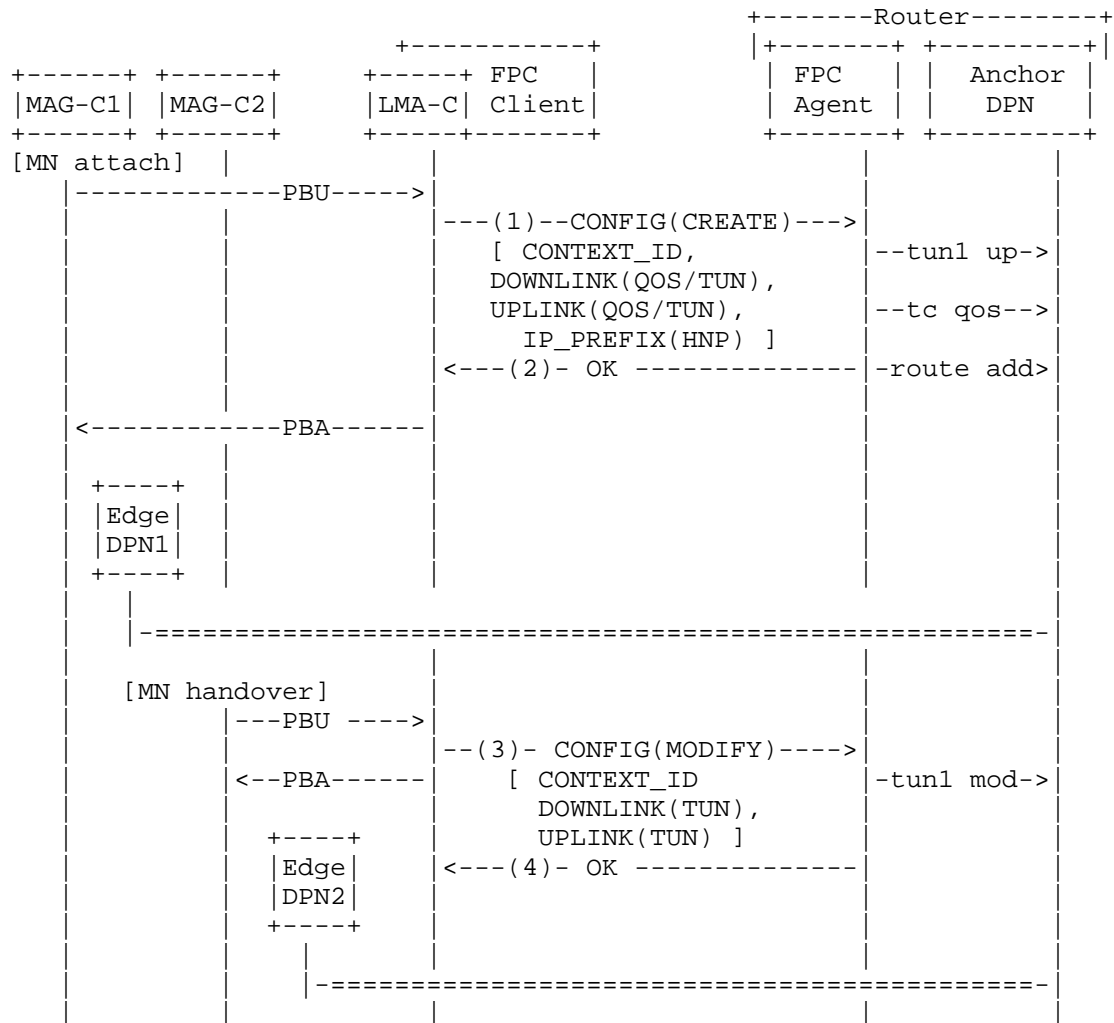 +-------Router--------+
+-----------+ |+-------+ +---------+|
+------+ +------+ +-----+ FPC | | FPC | | Anchor |
|MAG-C1| |MAG-C2| |LMA-C| Client| | Agent | | DPN |
+------+ +------+ +-----+-------+ +-------+ +---------+
[MN attach] | | | |
|-------------PBU----->| | |
| | |---(1)--CONFIG(CREATE)--->| |
| | | [ CONTEXT_ID, |--tun1 up->|
| | | DOWNLINK(QOS/TUN), | |
| | | UPLINK(QOS/TUN), |--tc qos-->|
| | | IP_PREFIX(HNP) ] | |
| | |<---(2)- OK --------------|-route add>|
| | | | |
|<------------PBA------| | |
| | | | |
| +----+ | | | |
| |Edge| | | | |
| |DPN1| | | | |
| +----+ | | | |
| | |
| |-=======================================================-|
| | | |
| [MN handover] | | |
| |---PBU ---->| | |
| | |--(3)- CONFIG(MODIFY)---->| |
| |<--PBA------| [ CONTEXT_ID |-tun1 mod->|
| | | DOWNLINK(TUN), | |
| | +----+ | UPLINK(TUN) ] | |
| | |Edge| |<---(4)- OK --------------| |
| | |DPN2| | | |
| | +----+ | | |
| | | | | |
| | |-============================================-|
| | | | |